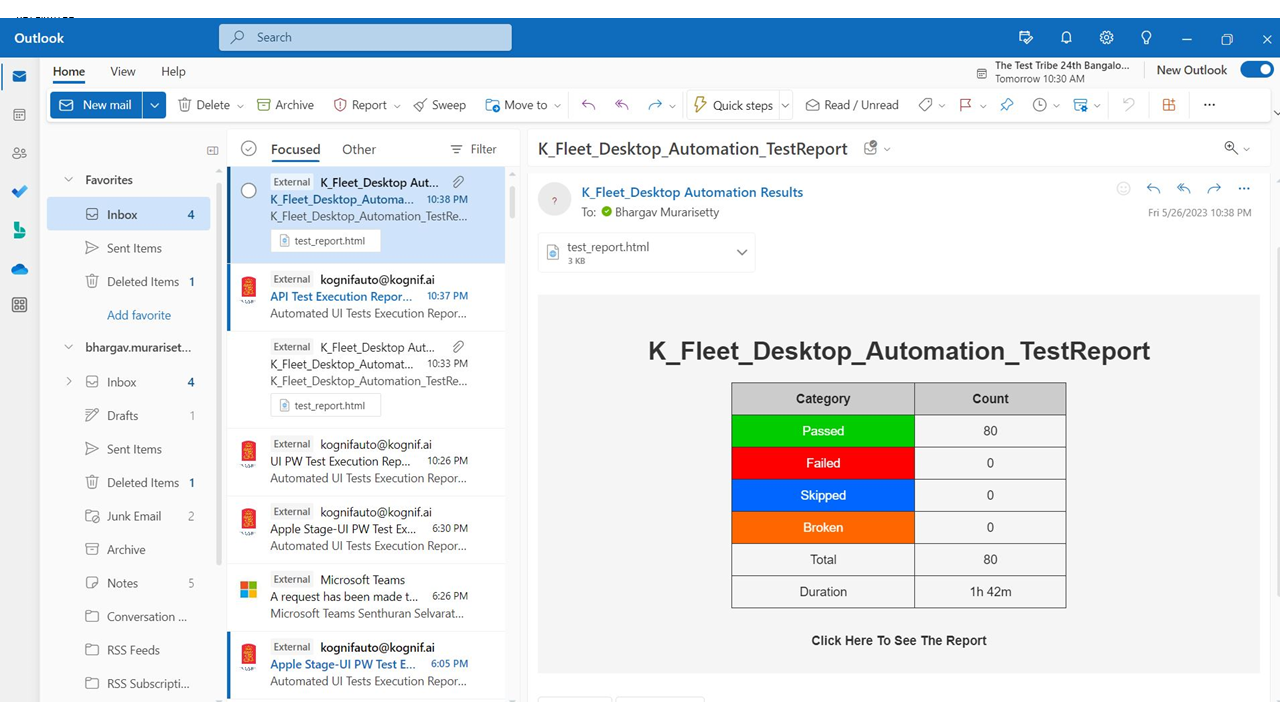 Outlook
Search
Home
View
Help
The Test Tribe 24th Bangalo...
Tomorrow 10:30 AM
New Outlook
New mail
Delete
Archive
Report
Sweep
Move to
Quick steps
Read / Unread
Favorites
Inbox 4
Sent Items
Deleted Items 1
Add favorite
bhargav.murariset...
Inbox 4
Drafts 1
Sent Items
Deleted Items 1
Junk Email 2
Archive
Notes 5
Conversation ...
RSS Feeds
RSS Subscripti...
Focused
Other
Filter
External K_Fleet_Desktop Aut...
K_Fleet_Desktop_Automa... 10:38 PM
K_Fleet_Desktop_Automation_TestRe...
test_report.html
External kognifauto@kognif.ai
API Test Execution Repor... 10:37 PM
Automated UI Tests Execution Repor...
External K_Fleet_Desktop Aut...
K_Fleet_Desktop_Automat... 10:33 PM
K_Fleet_Desktop_Automation_TestRe...
test_report.html
External kognifauto@kognif.ai
UI PW Test Execution Rep... 10:26 PM
Automated UI Tests Execution Repor...
External kognifauto@kognif.ai
Apple Stage-UI PW Test Ex... 6:30 PM
Automated UI Tests Execution Repor...
External Microsoft Teams
A request has been made t... 6:26 PM
Microsoft Teams Senthuran Selvarat...
External kognifauto@kognif.ai
Apple Stage-UI PW Test E... 6:05 PM
Automated UI Tests Execution Repor...
K_Fleet_Desktop_Automation_TestReport
?
K_Fleet_Desktop Automation Results
To: Bhargav Murarisetty
Fri 5/26/2023 10:38 PM
test_report.html
3 KB
K_Fleet_Desktop_Automation_TestReport
Category Count
Passed 80
Failed 0
Skipped 0
Broken 0
Total 80
Duration 1h 42m
Click Here To See The Report